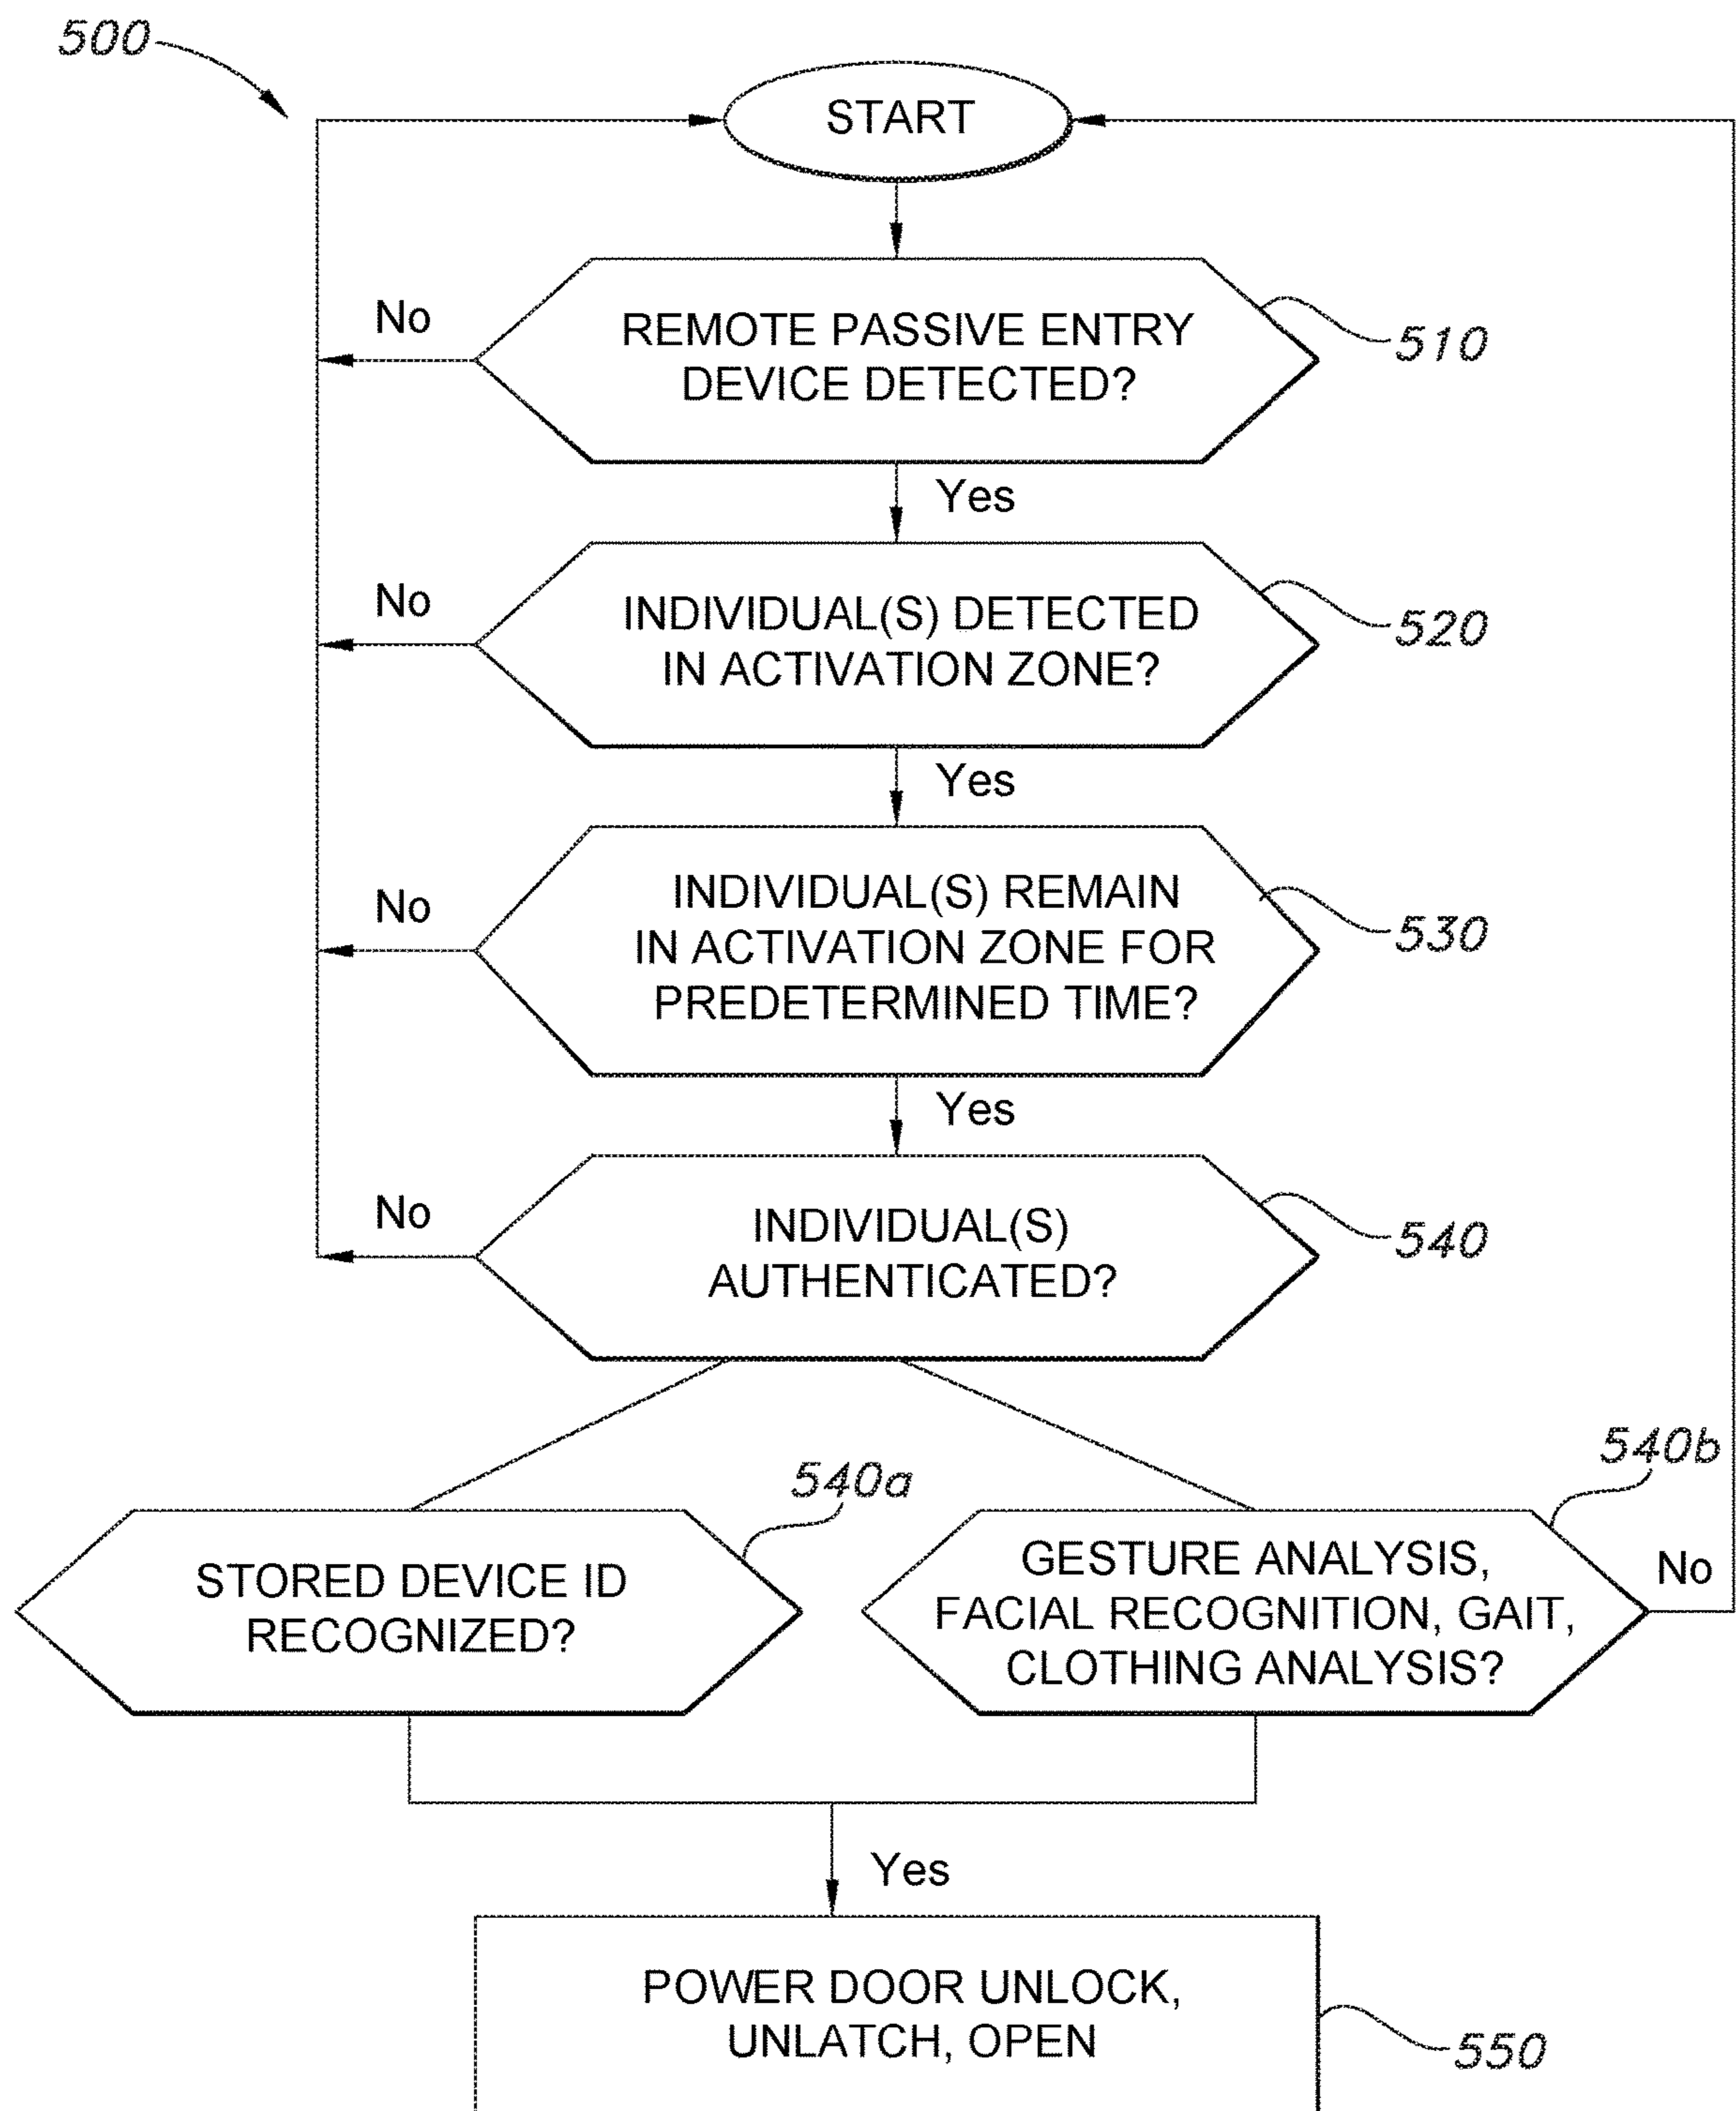 500
START
No
REMOTE PASSIVE ENTRY
DEVICE DETECTED?
510
Yes
No
INDIVIDUAL(S) DETECTED
IN ACTIVATION ZONE?
520
Yes
No
INDIVIDUAL(S) REMAIN
IN ACTIVATION ZONE FOR
PREDETERMINED TIME?
530
Yes
No
INDIVIDUAL(S)
AUTHENTICATED?
540
540a
STORED DEVICE ID
RECOGNIZED?
540b
GESTURE ANALYSIS,
FACIAL RECOGNITION, GAIT,
CLOTHING ANALYSIS?
No
Yes
POWER DOOR UNLOCK,
UNLATCH, OPEN
550